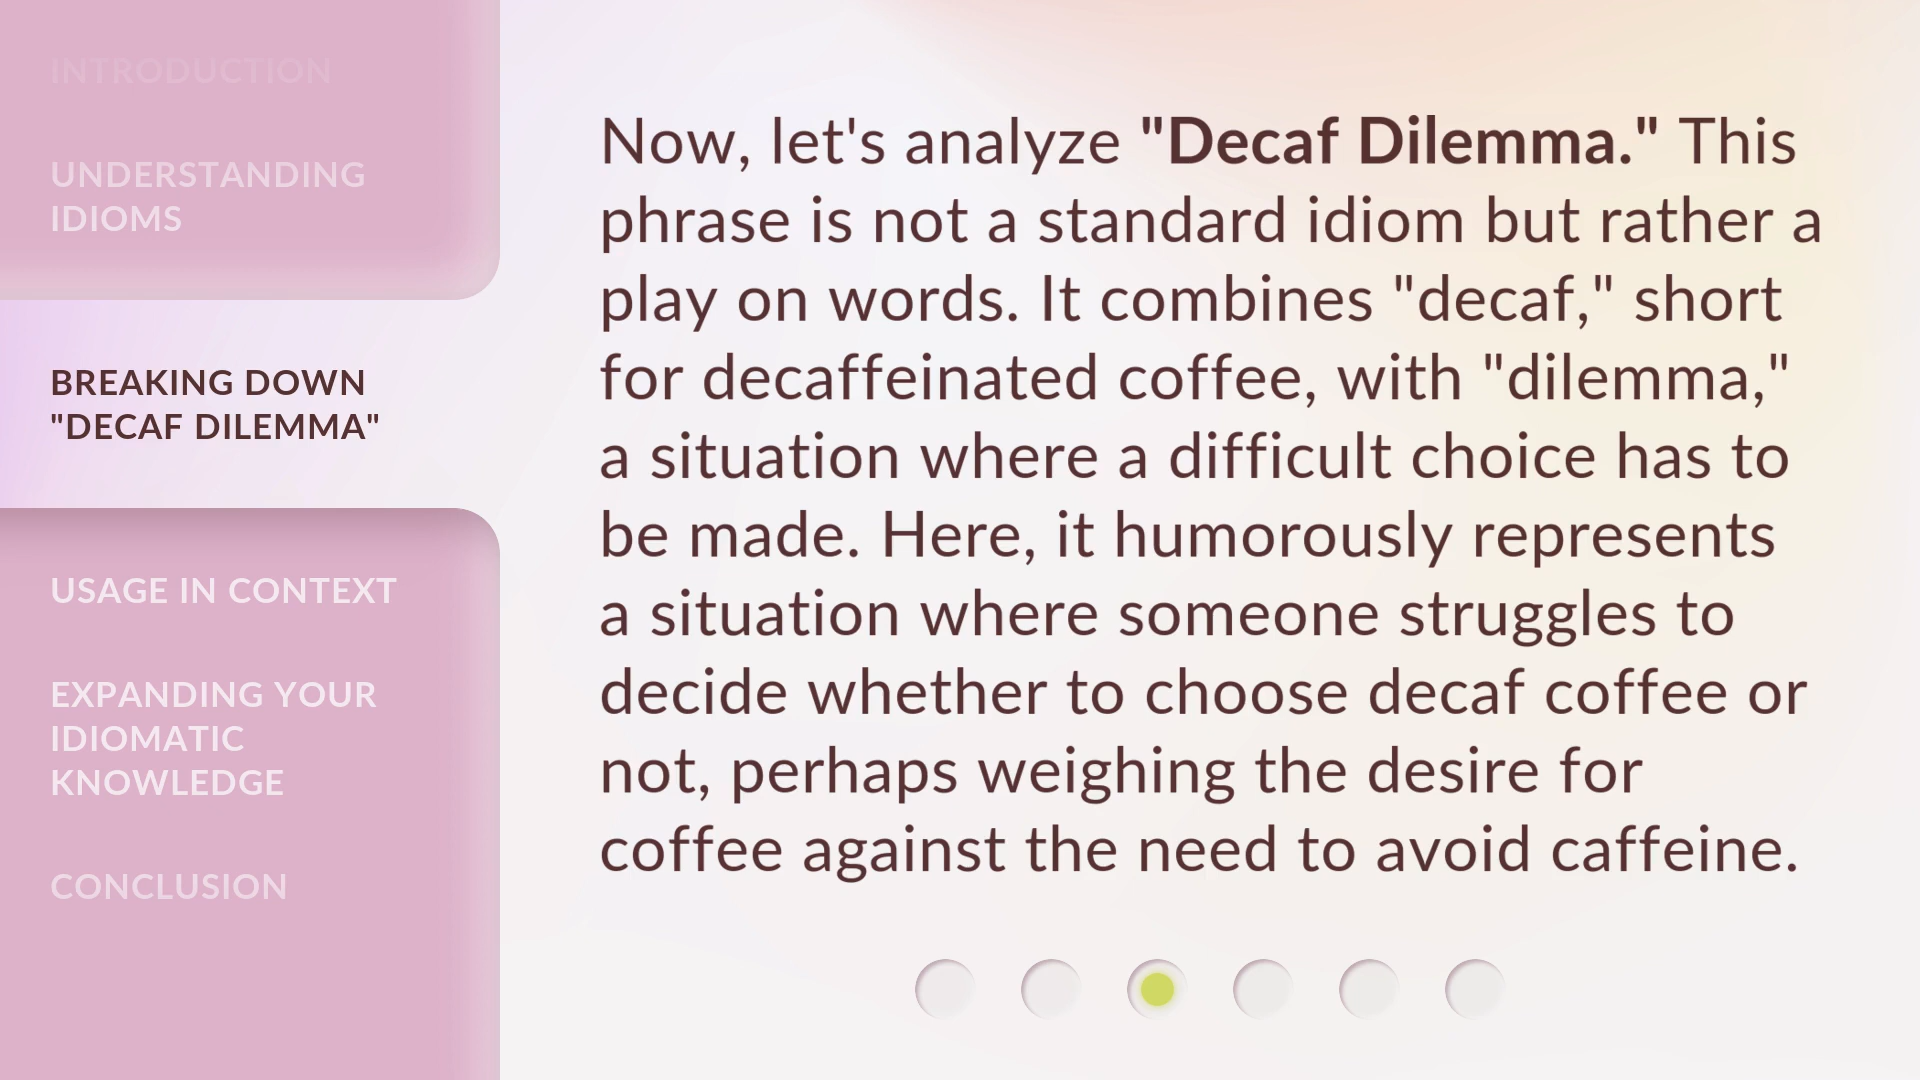 INTRODUCTION
UNDERSTANDING
IDIOMS
BREAKING DOWN
"DECAF DILEMMA"
USAGE IN CONTEXT
EXPANDING YOUR
IDIOMATIC
KNOWLEDGE
CONCLUSION
Now, let's analyze "Decaf Dilemma." This
phrase is not a standard idiom but rather a
play on words. It combines "decaf," short
for decaffeinated coffee, with "dilemma,"
a situation where a difficult choice has to
be made. Here, it humorously represents
a situation where someone struggles to
decide whether to choose decaf coffee or
not, perhaps weighing the desire for
coffee against the need to avoid caffeine.